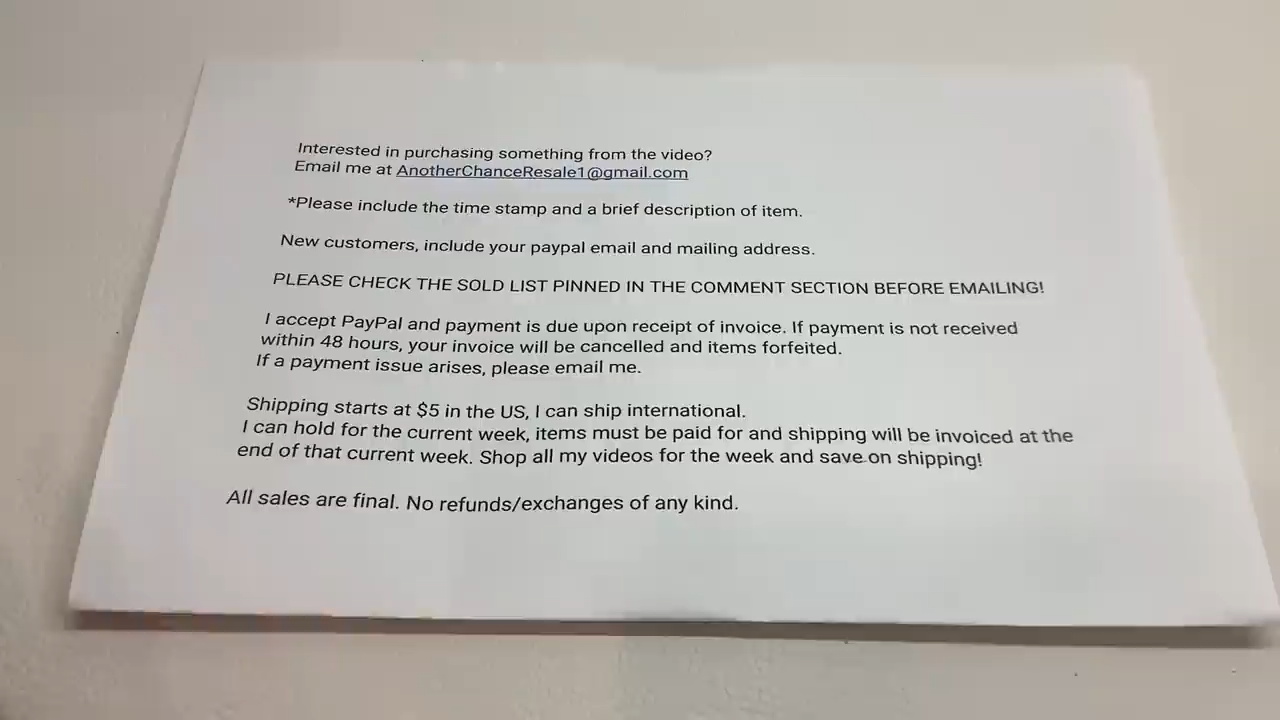 Interested in purchasing something from the video?
Email me at AnotherChanceResale1@gmail.com
*Please include the time stamp and a brief description of item.
New customers, include your paypal email and mailing address.
PLEASE CHECK THE SOLD LIST PINNED IN THE COMMENT SECTION BEFORE EMAILING!
I accept PayPal and payment is due upon receipt of invoice. If payment is not received
within 48 hours, your invoice will be cancelled and items forfeited.
If a payment issue arises, please email me.
Shipping starts at $5 in the US, I can ship international.
I can hold for the current week, items must be paid for and shipping will be invoiced at the
end of that current week. Shop all my videos for the week and save on shipping!
All sales are final. No refunds/exchanges of any kind.